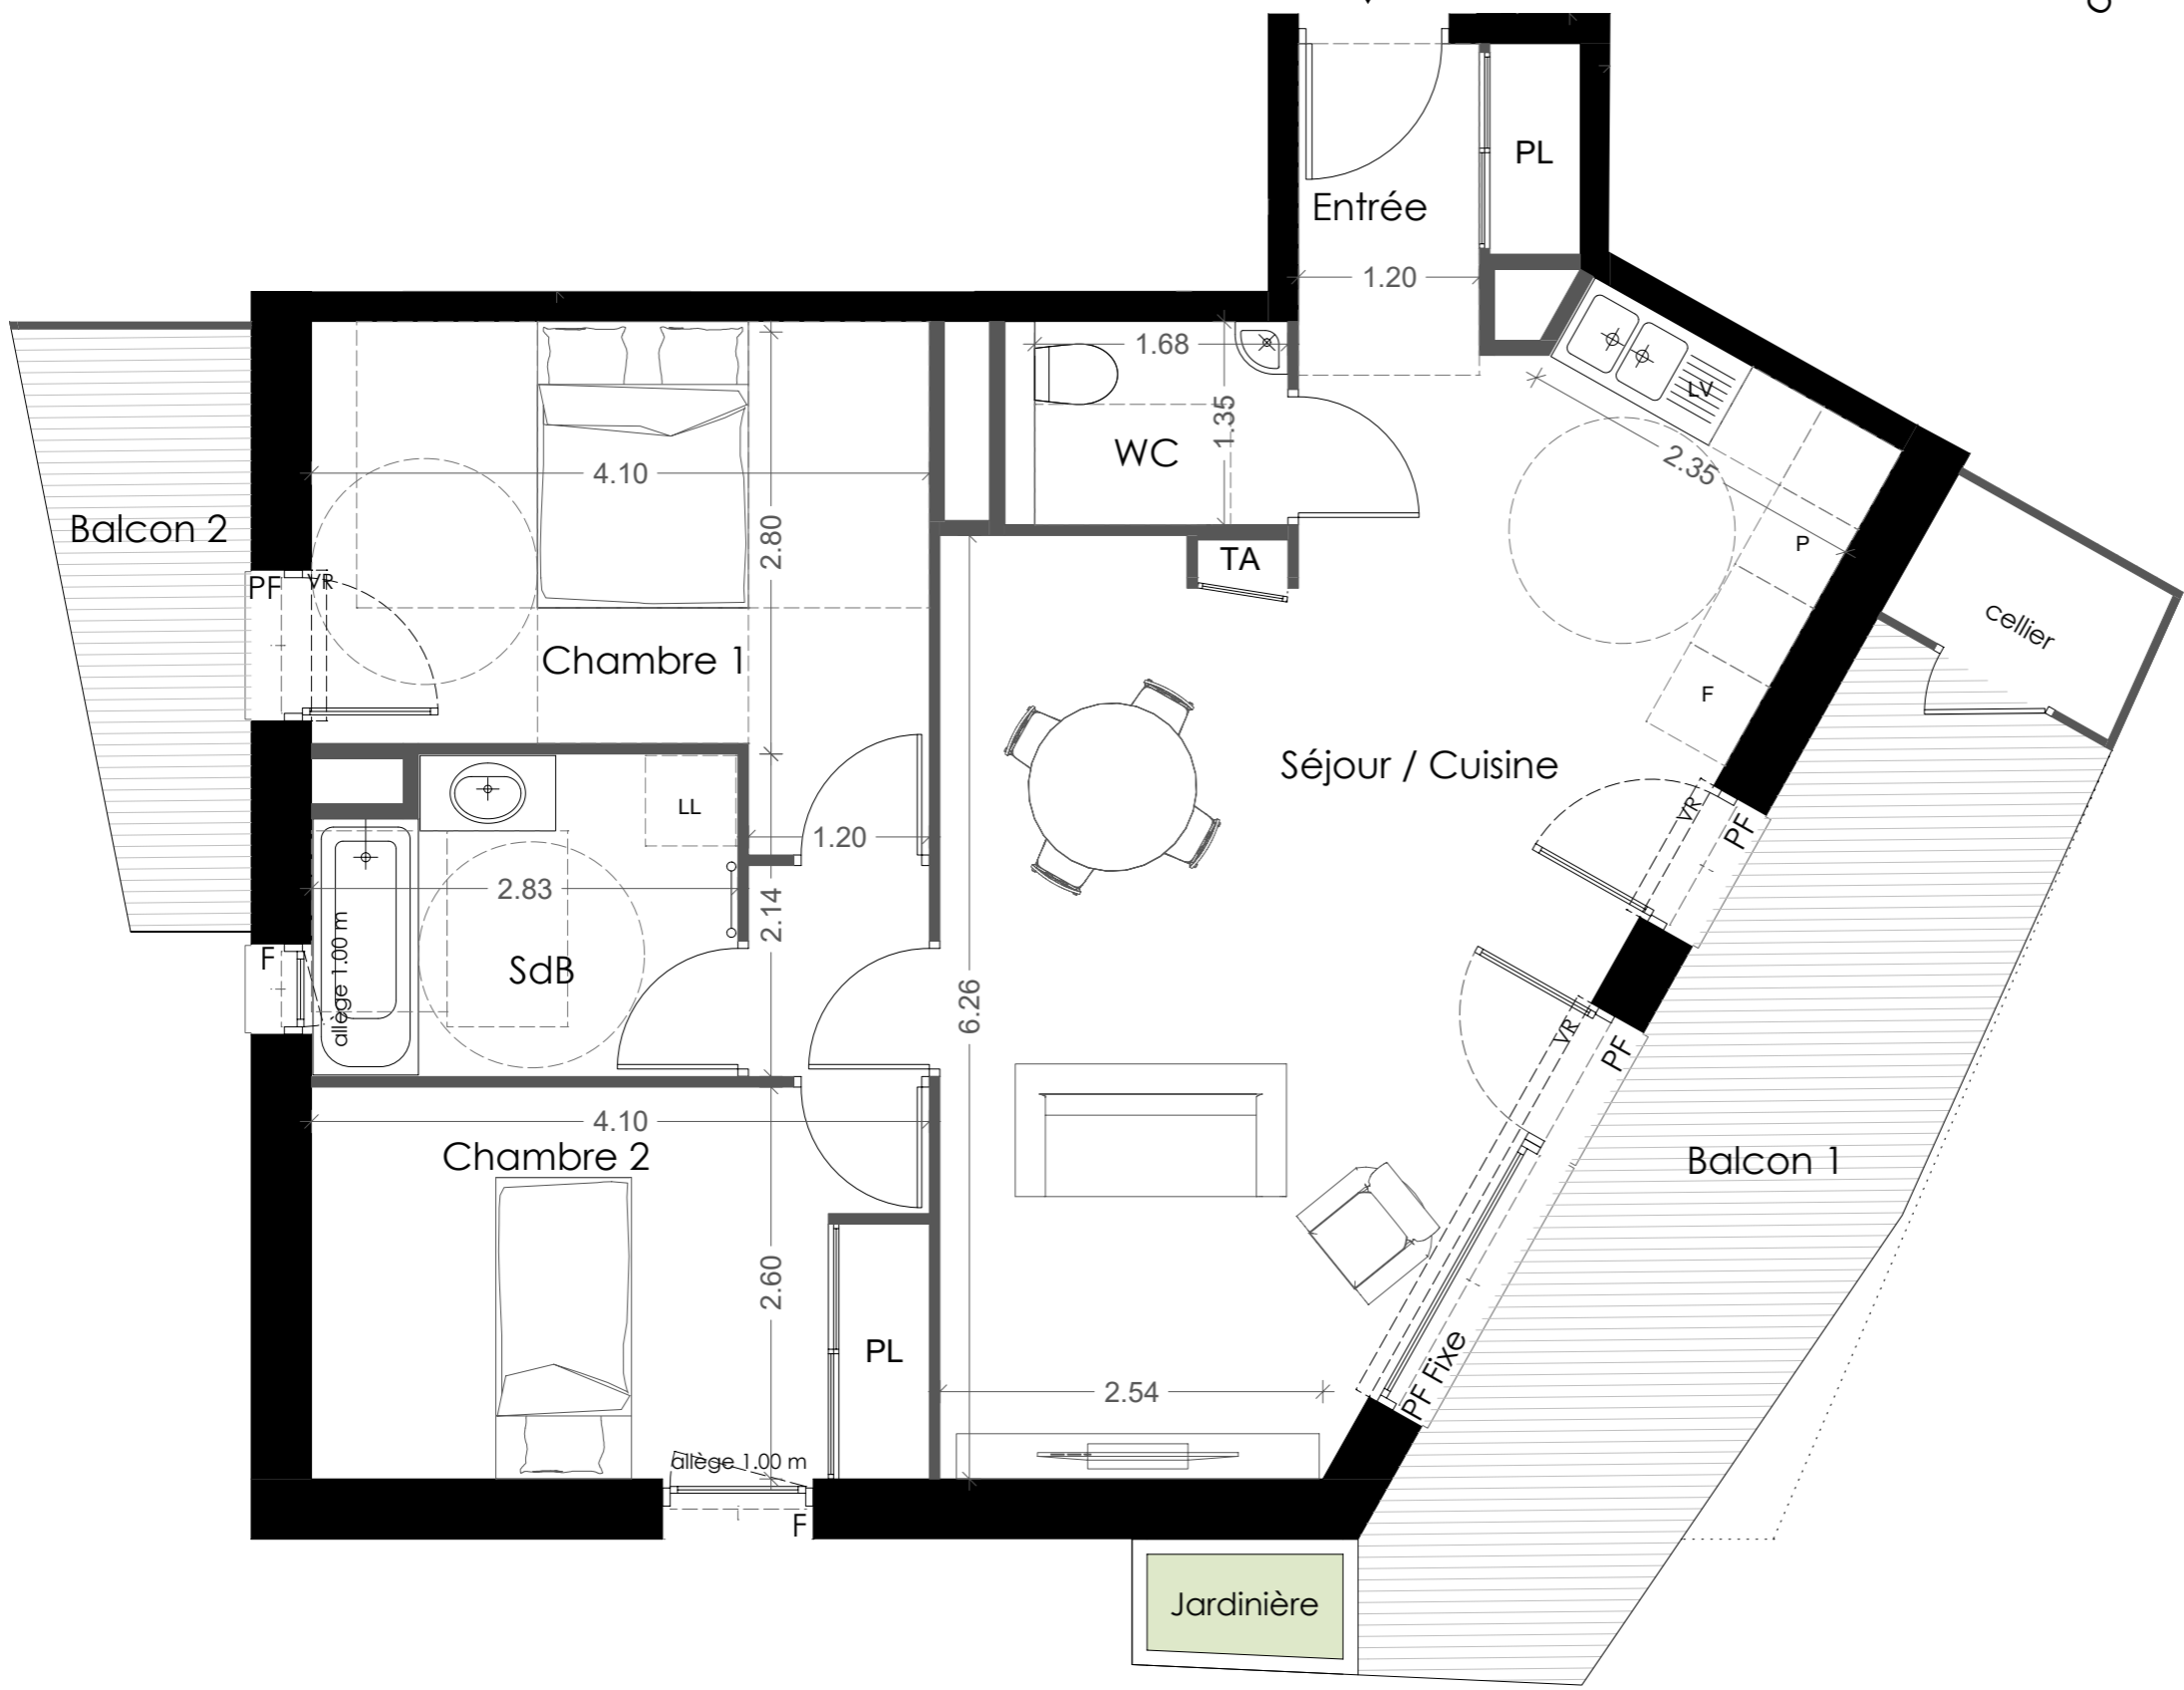 PL
Entrée
1.20
1.68
LV
1.35
WC
2.35
4.10
Balcon 2
2.80
P
TA
PF
VR
cellier
Chambre 1
F
Séjour / Cuisine
LL
VR
1.20
PF
2.83
2.14
allège 1.00 m
F
SdB
6.26
VR
PF
4.10
Chambre 2
Balcon 1
2.60
PL
PF Fixe
2.54
allège 1.00 m
F
Jardinière